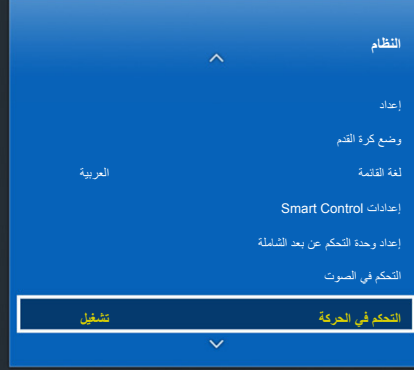 النظام
إعداد
وضع كرة القدم
لغة القائمة العربية
إعدادات Smart Control
إعداد وحدة التحكم عن بعد الشاملة
التحكم في الصوت
التحكم في الحركة تشغيل